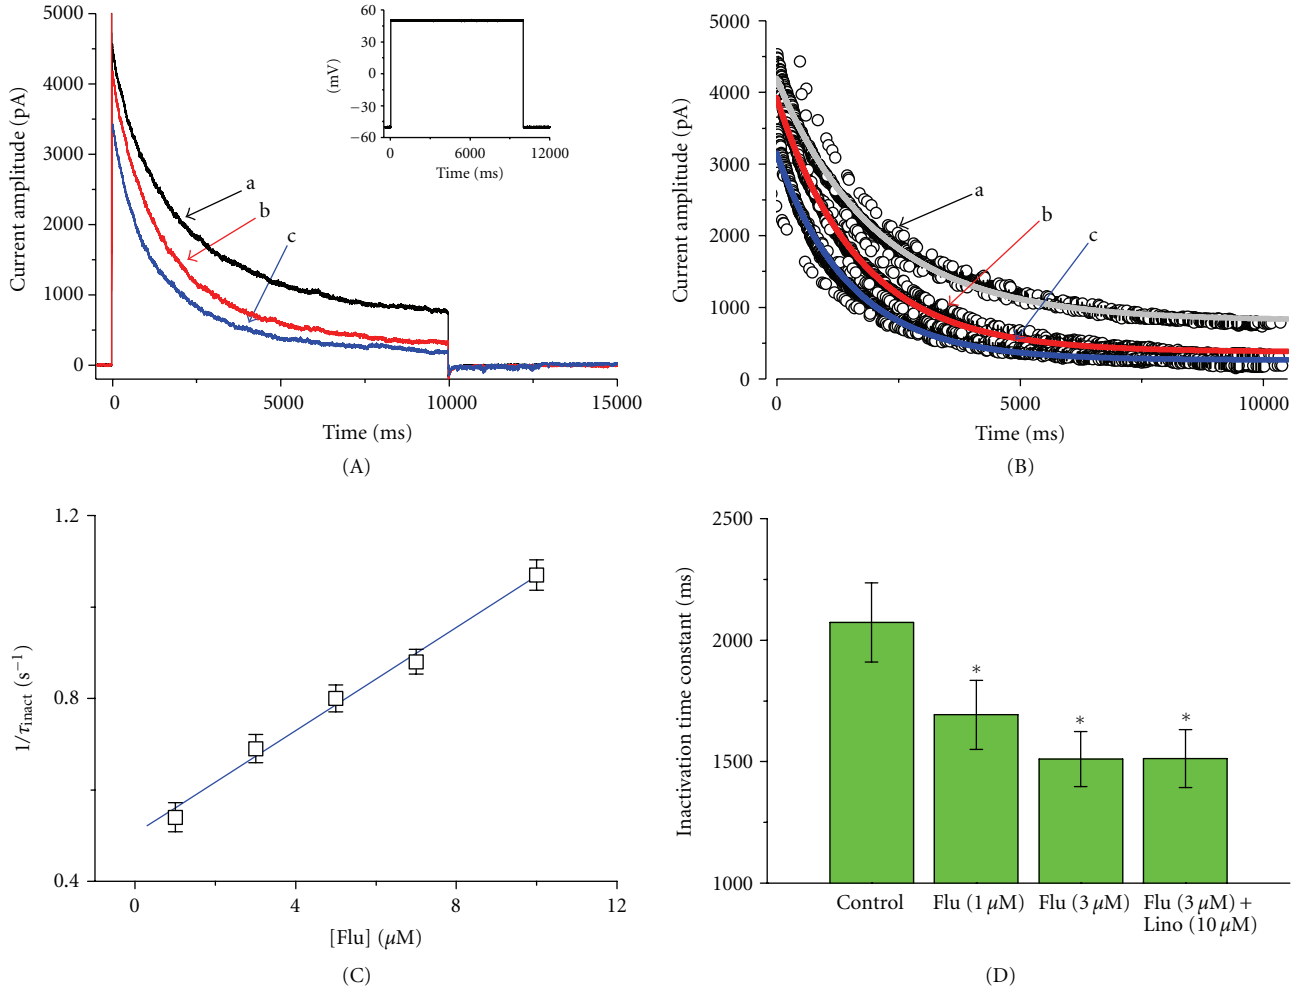 5000
4000
3000
2000
1000
0
Current amplitude (pA)
0
5000
10000
15000
Time (ms)
a
b
c
60
30
0
−30
−60
(mV)
0
6000
12000
Time (ms)
(A)
5000
4000
3000
2000
1000
0
Current amplitude (pA)
0
5000
10000
Time (ms)
a
b
c
(B)
1.2
0.8
0.4
1/τinact (s−1)
0
4
8
12
[Flu] (μM)
(C)
2500
2000
1500
1000
Inactivation time constant (ms)
*
*
*
Control
Flu (1 μM)
Flu (3 μM)
Flu (3 μM) +
Lino (10 μM)
(D)